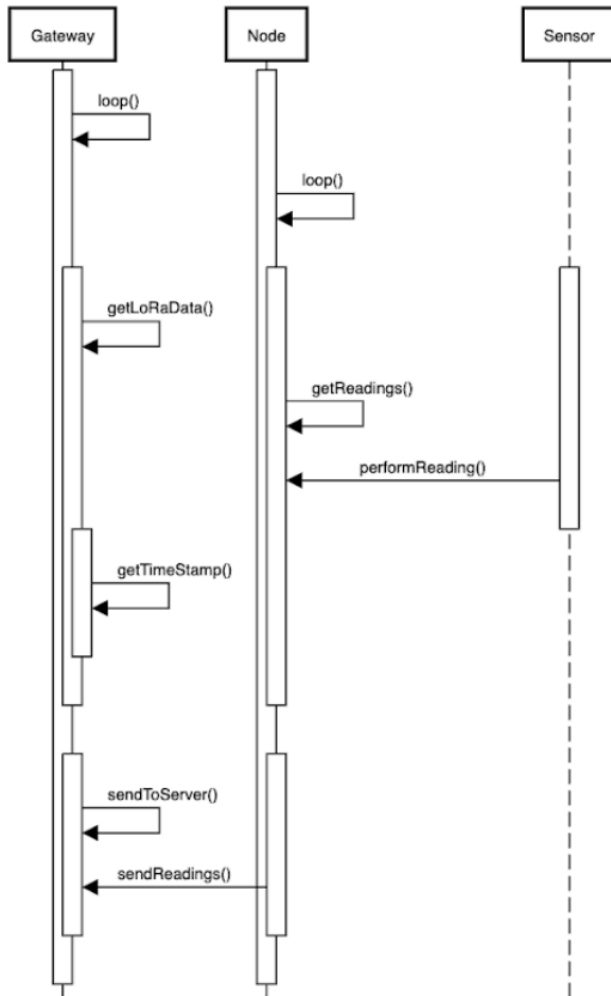 Gateway
Node
Sensor
loop()
loop()
getLoRaData()
getReadings()
performReading()
getTimeStamp()
sendToServer()
sendReadings()